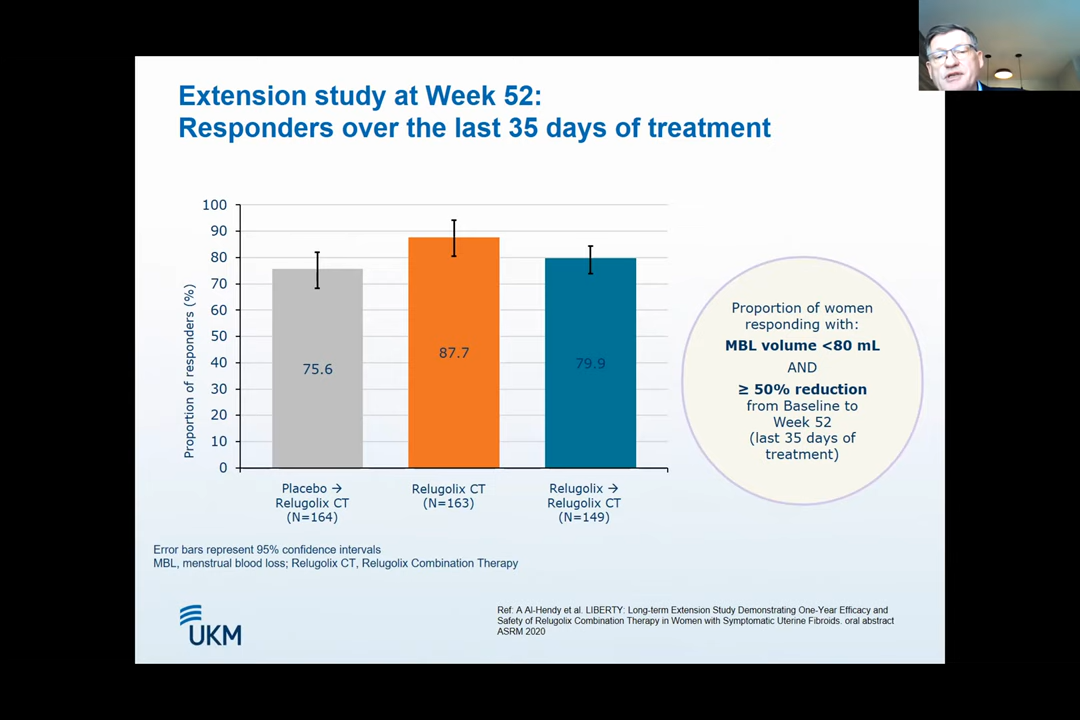 Extension study at Week 52:
Responders over the last 35 days of treatment
Proportion of responders (%)
100
90
80
70
60
50
40
30
20
10
0
75.6
87.7
79.9
Placebo →
Relugolix CT
(N=164)
Relugolix CT
(N=163)
Relugolix →
Relugolix CT
(N=149)
Proportion of women
responding with:
MBL volume <80 mL
AND
≥ 50% reduction
from Baseline to
Week 52
(last 35 days of
treatment)
Error bars represent 95% confidence intervals
MBL, menstrual blood loss; Relugolix CT, Relugolix Combination Therapy
UKM
Ref: A Al-Hendy et al. LIBERTY: Long-term Extension Study Demonstrating One-Year Efficacy and
Safety of Relugolix Combination Therapy in Women with Symptomatic Uterine Fibroids. oral abstract
ASRM 2020